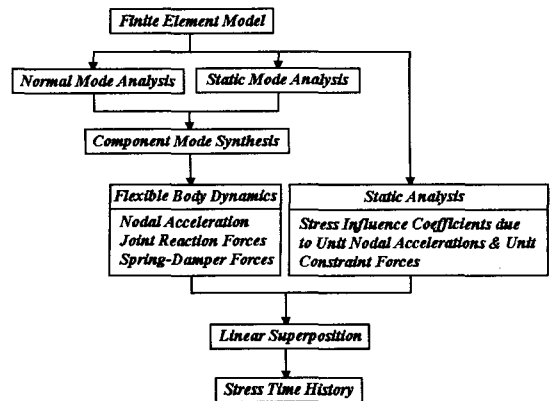 Finite Element Model
Normal Mode Analysis
Static Mode Analysis
Component Mode Synthesis
Flexible Body Dynamics
Nodal Acceleration
Joint Reaction Forces
Spring-Damper Forces
Static Analysis
Stress Influence Coefficients due
to Unit Nodal Accelerations & Unit
Constraint Forces
Linear Superposition
Stress Time History